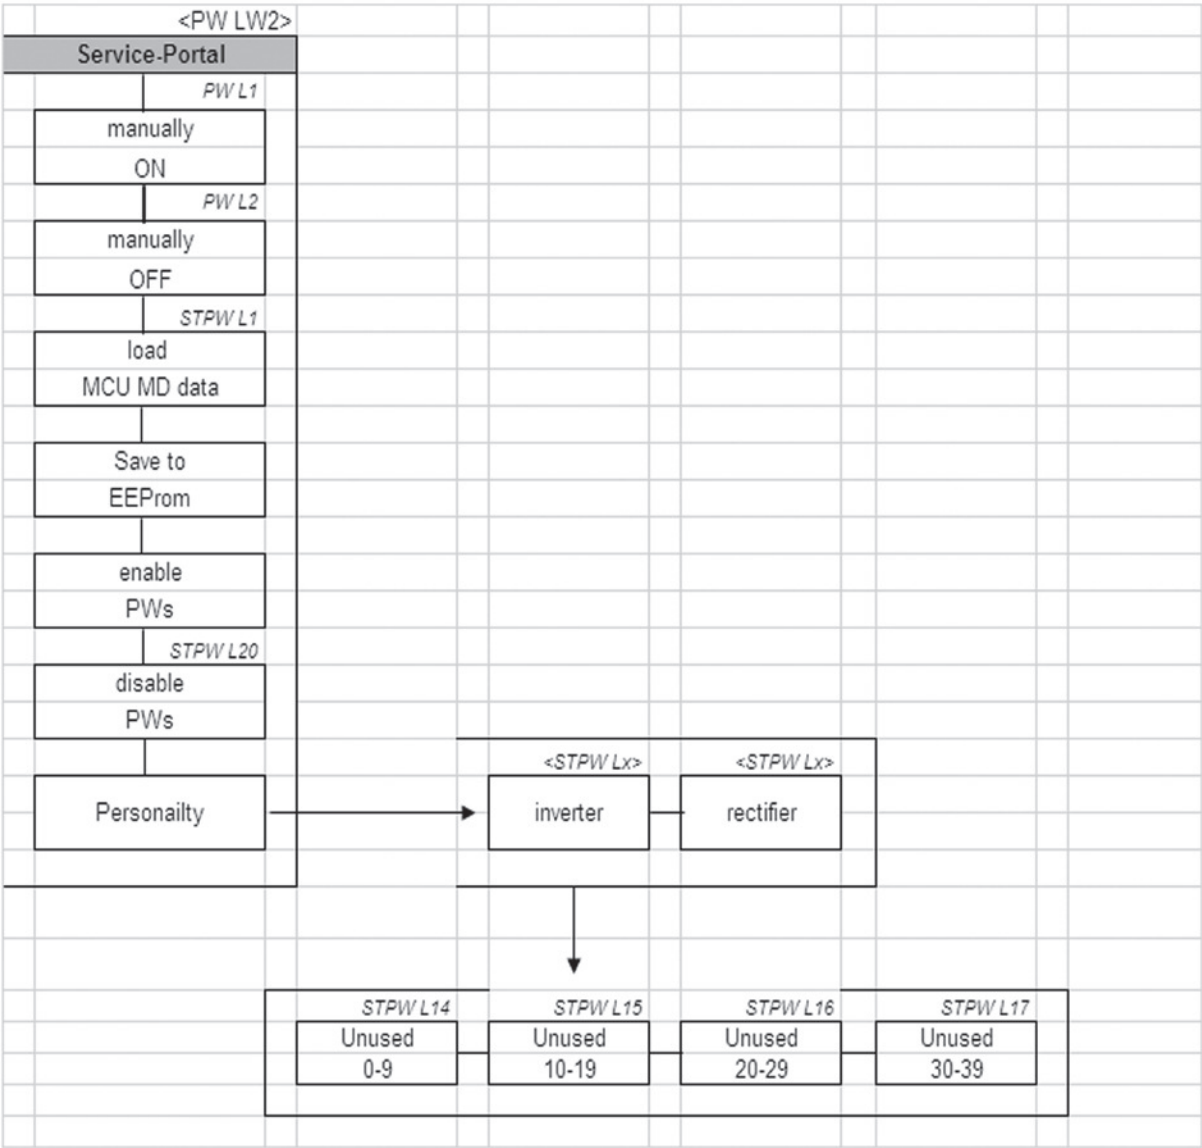 <PW LW2>
Service-Portal
PW L1
manually
ON
PW L2
manually
OFF
STPW L1
load
MCU MD data
Save to
EEProm
enable
PWs
STPW L20
disable
PWs
<STPW Lx> <STPW Lx>
Personailty inverter rectifier
STPW L14 STPW L15 STPW L16 STPW L17
Unused Unused Unused Unused
0-9 10-19 20-29 30-39